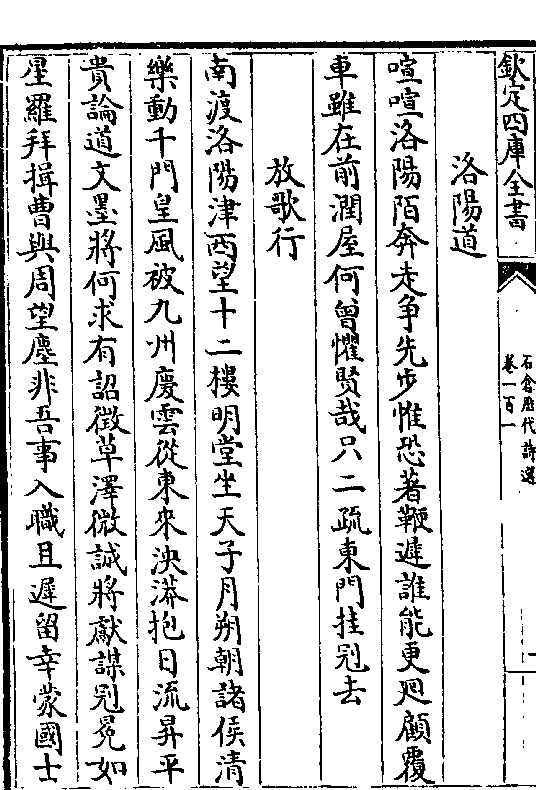 欽定四庫全書
石倉歷代詩選
卷一百一
洛陽道
喧喧洛陽陌奔走爭先步惟恐著鞭遲誰能更廻顧覆
車雖在前潤屋何曾懼賢哉只二疏東門挂冠去
放歌行
南渡洛陽津西望十二樓明堂坐天子月朔朝諸侯清
樂動千門皇風被九州慶雲從東來泱漭抱日流昇平
貴論道文墨將何求有詔徵草澤微誠將獻謀冠冕如
星羅拜揖曹與周望塵非吾事入職且遲留幸蒙國士